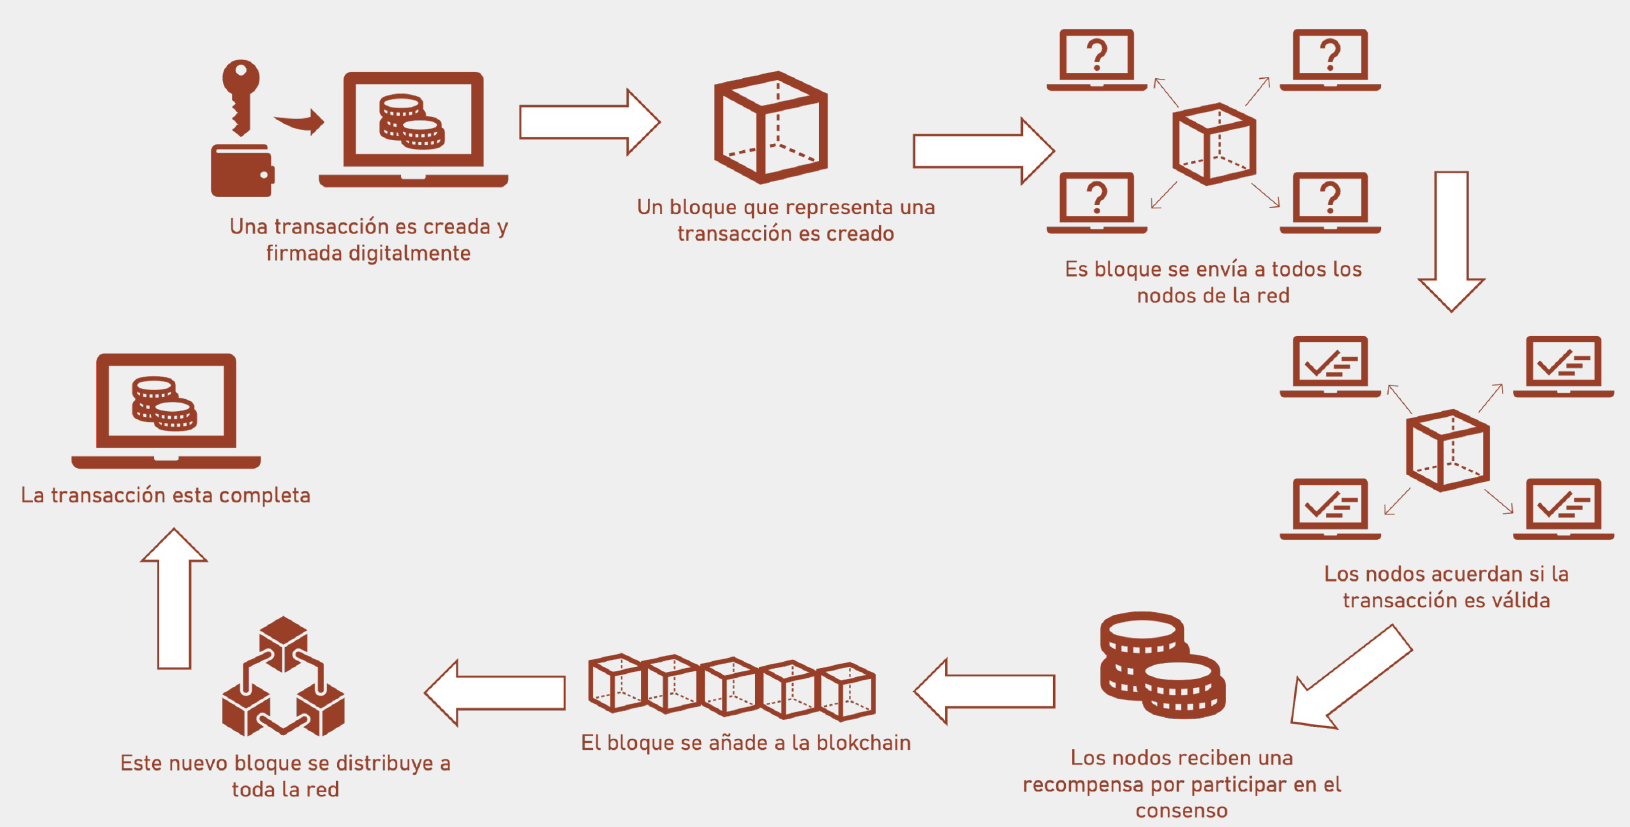 Una transacción es creada y
firmada digitalmente
Un bloque que representa una
transacción es creado
?
?
?
?
Es bloque se envía a todos los
nodos de la red
Los nodos acuerdan si la
transacción es válida
Los nodos reciben una
recompensa por participar en el
consenso
El bloque se añade a la blokchain
Este nuevo bloque se distribuye a
toda la red
La transacción esta completa